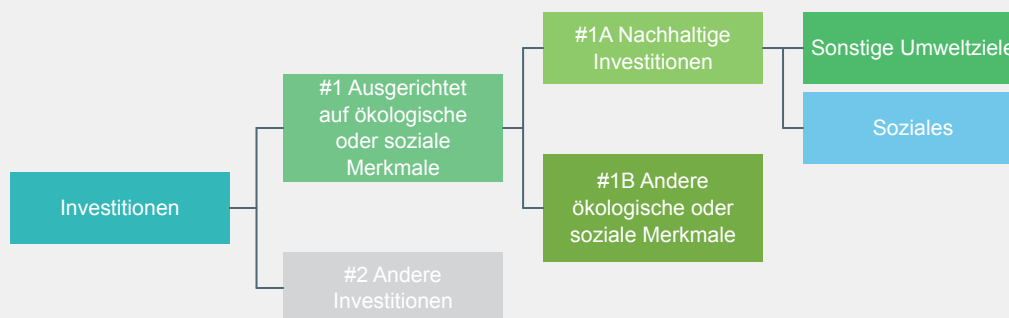 Investitionen
#1 Ausgerichtet
auf ökologische
oder soziale
Merkmale
#2 Andere
Investitionen
#1A Nachhaltige
Investitionen
#1B Andere
ökologische oder
soziale Merkmale
Sonstige Umweltziele
Soziales